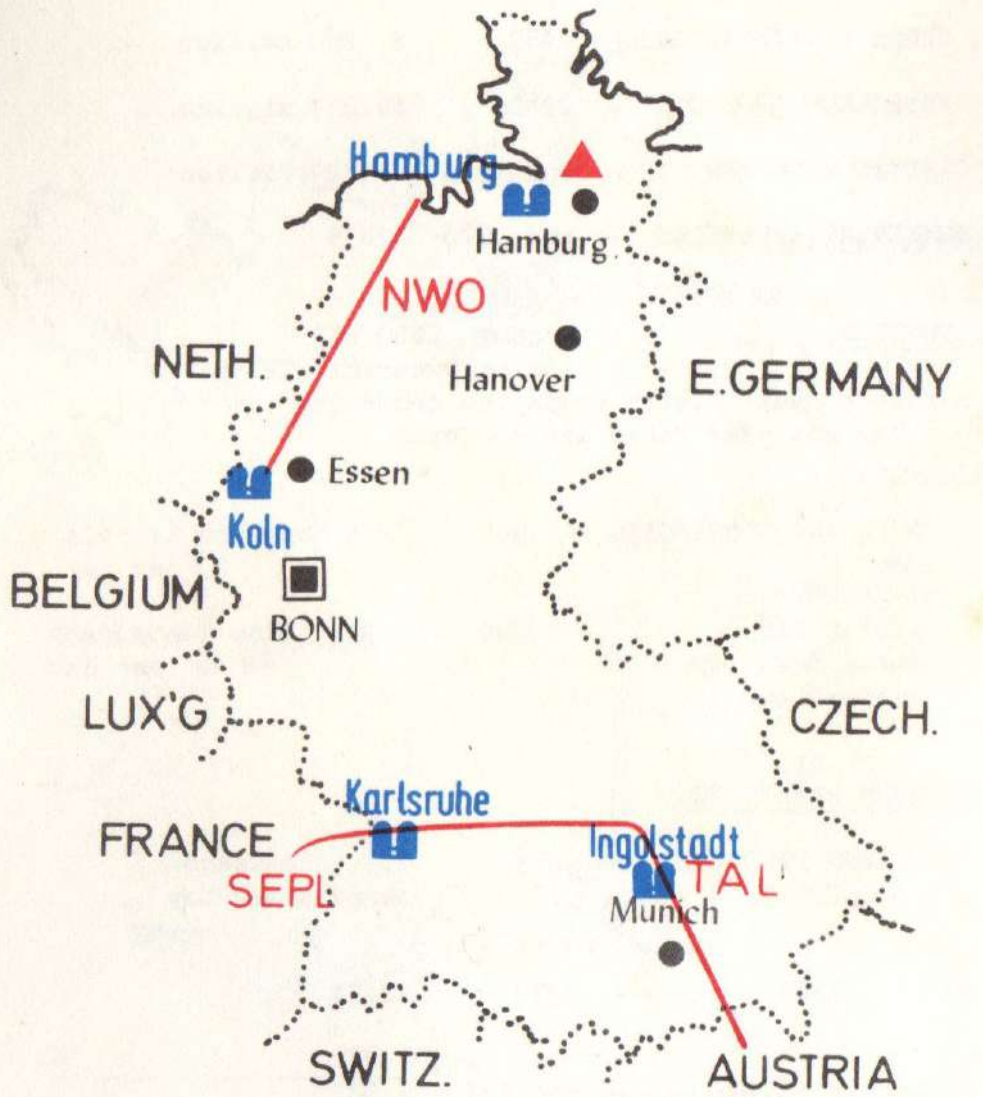 Hamburg
Hamburg
NWO
NETH.
Hanover
E.GERMANY
Essen
Koln
BELGIUM
BONN
LUX'G
CZECH.
Karlsruhe
FRANCE
Ingolstadt
SEPL
TAL
Munich
SWITZ.
AUSTRIA